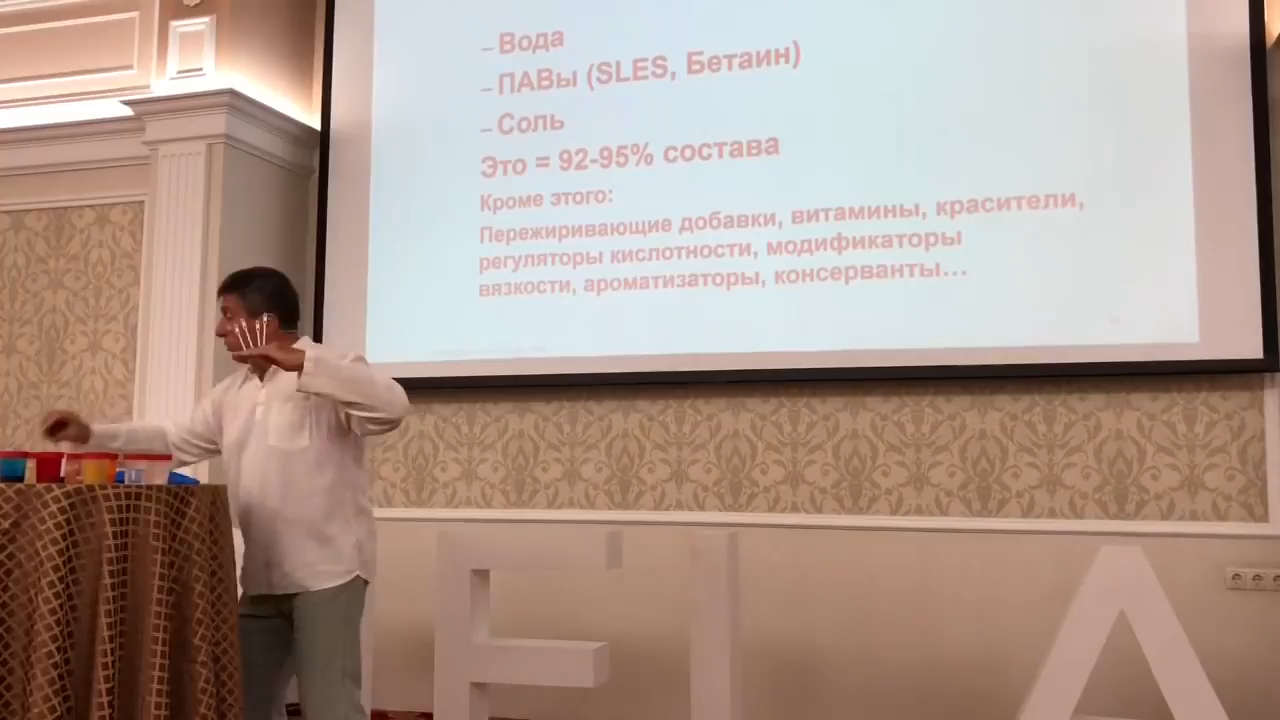 –Вода
–ПАВы (SLES, Бетаин)
–Соль
Это = 92-95% состава
Кроме этого:
Пережиривающие добавки, витамины, красители,
регуляторы кислотности, модификаторы
вязкости, ароматизаторы, консерванты...
FIA